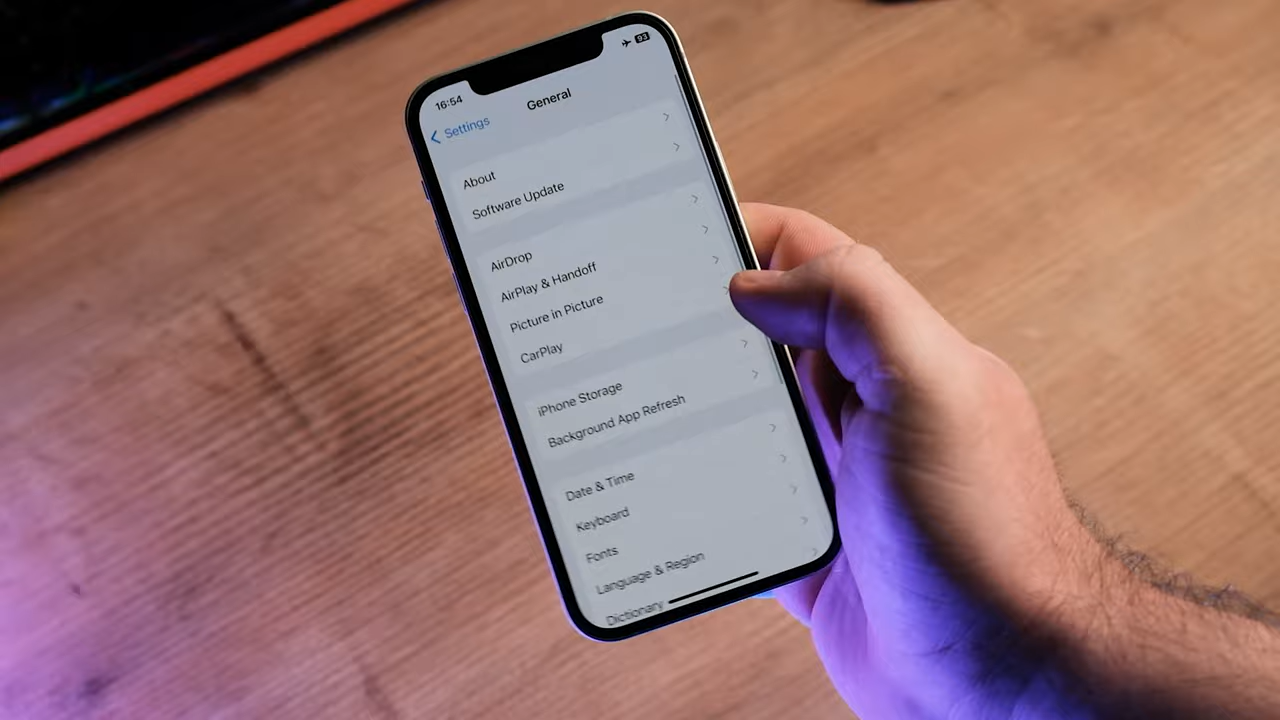 16:54
93
General
Settings
About
Software Update
AirDrop
AirPlay & Handoff
Picture in Picture
CarPlay
iPhone Storage
Background App Refresh
Date & Time
Keyboard
Fonts
Language & Region
Dictionary